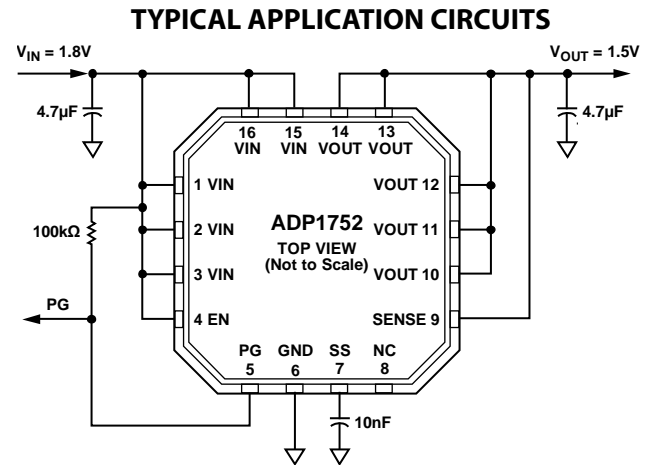 TYPICAL APPLICATION CIRCUITS
VIN = 1.8V
VOUT = 1.5V
4.7µF
4.7µF
16 VIN
15 VIN
14 VOUT
13 VOUT
1 VIN
VOUT 12
100kΩ
2 VIN
ADP1752
VOUT 11
TOP VIEW
(Not to Scale)
3 VIN
VOUT 10
PG
4 EN
SENSE 9
PG 5
GND 6
SS 7
NC 8
10nF